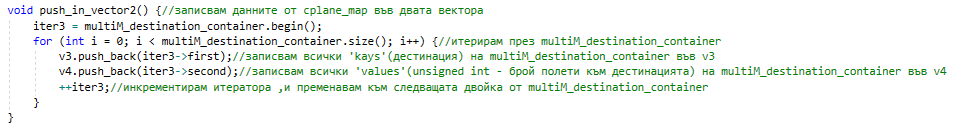 void push_in_vector2() {//записвам данните от cplane_map във двата вектора
iter3 = multiM_destination_container.begin();
for (int i = 0; i < multiM_destination_container.size(); i++) {//итерирам през multiM_destination_container
v3.push_back(iter3->first);//записвам всички 'kays'(дестинация) на multiM_destination_container във v3
v4.push_back(iter3->second);//записвам всички 'values'(unsigned int - брой полети към дестинацията) на multiM_destination_container във v4
++iter3;//инкрементирам итератора ,и пременавам към следващата двойка от multiM_destination_container
}
}